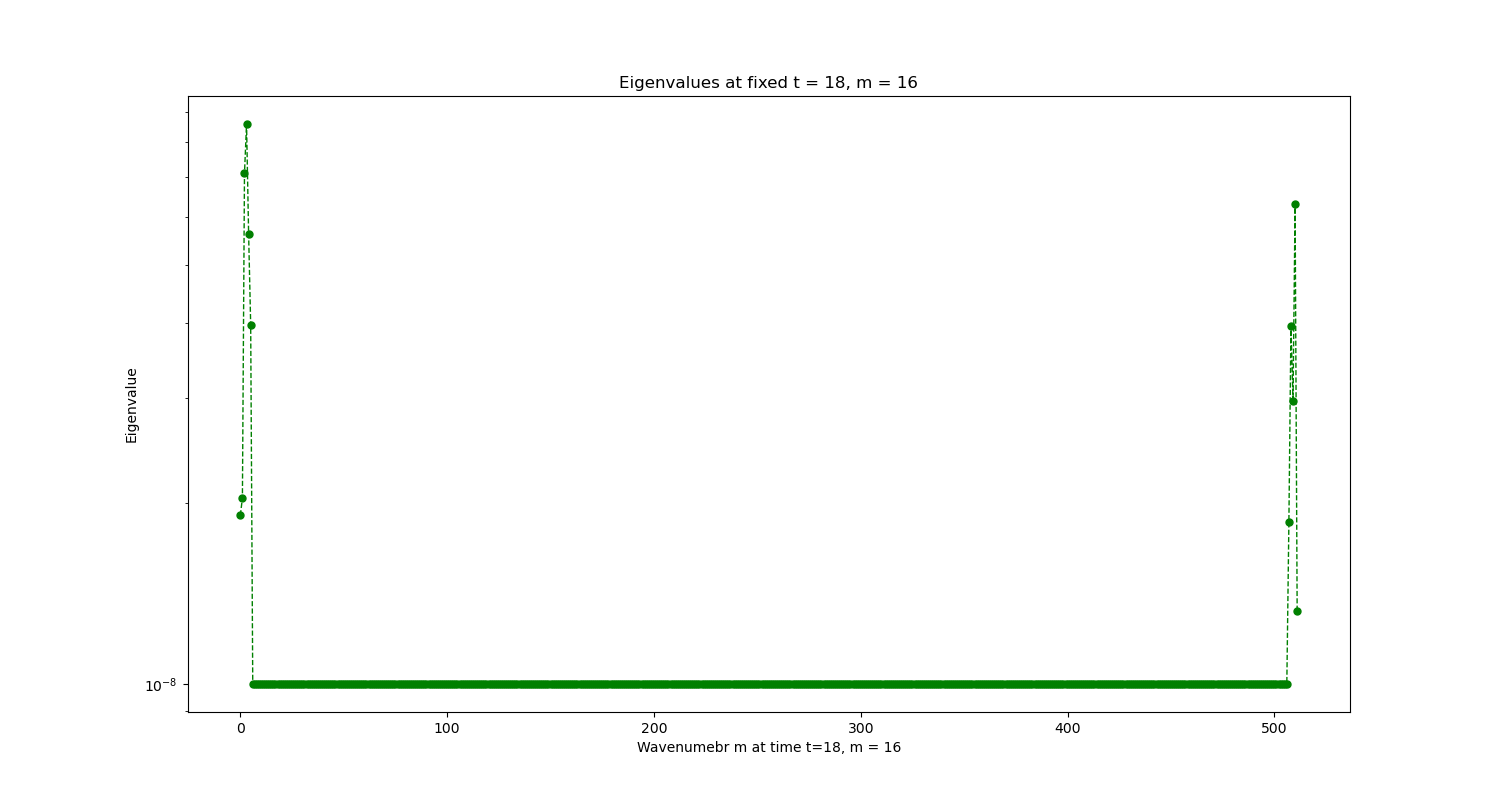 Eigenvalues at fixed t = 18, m = 16
Eigenvalue
10⁻⁸
0 100 200 300 400 500
Wavenumebr m at time t=18, m = 16